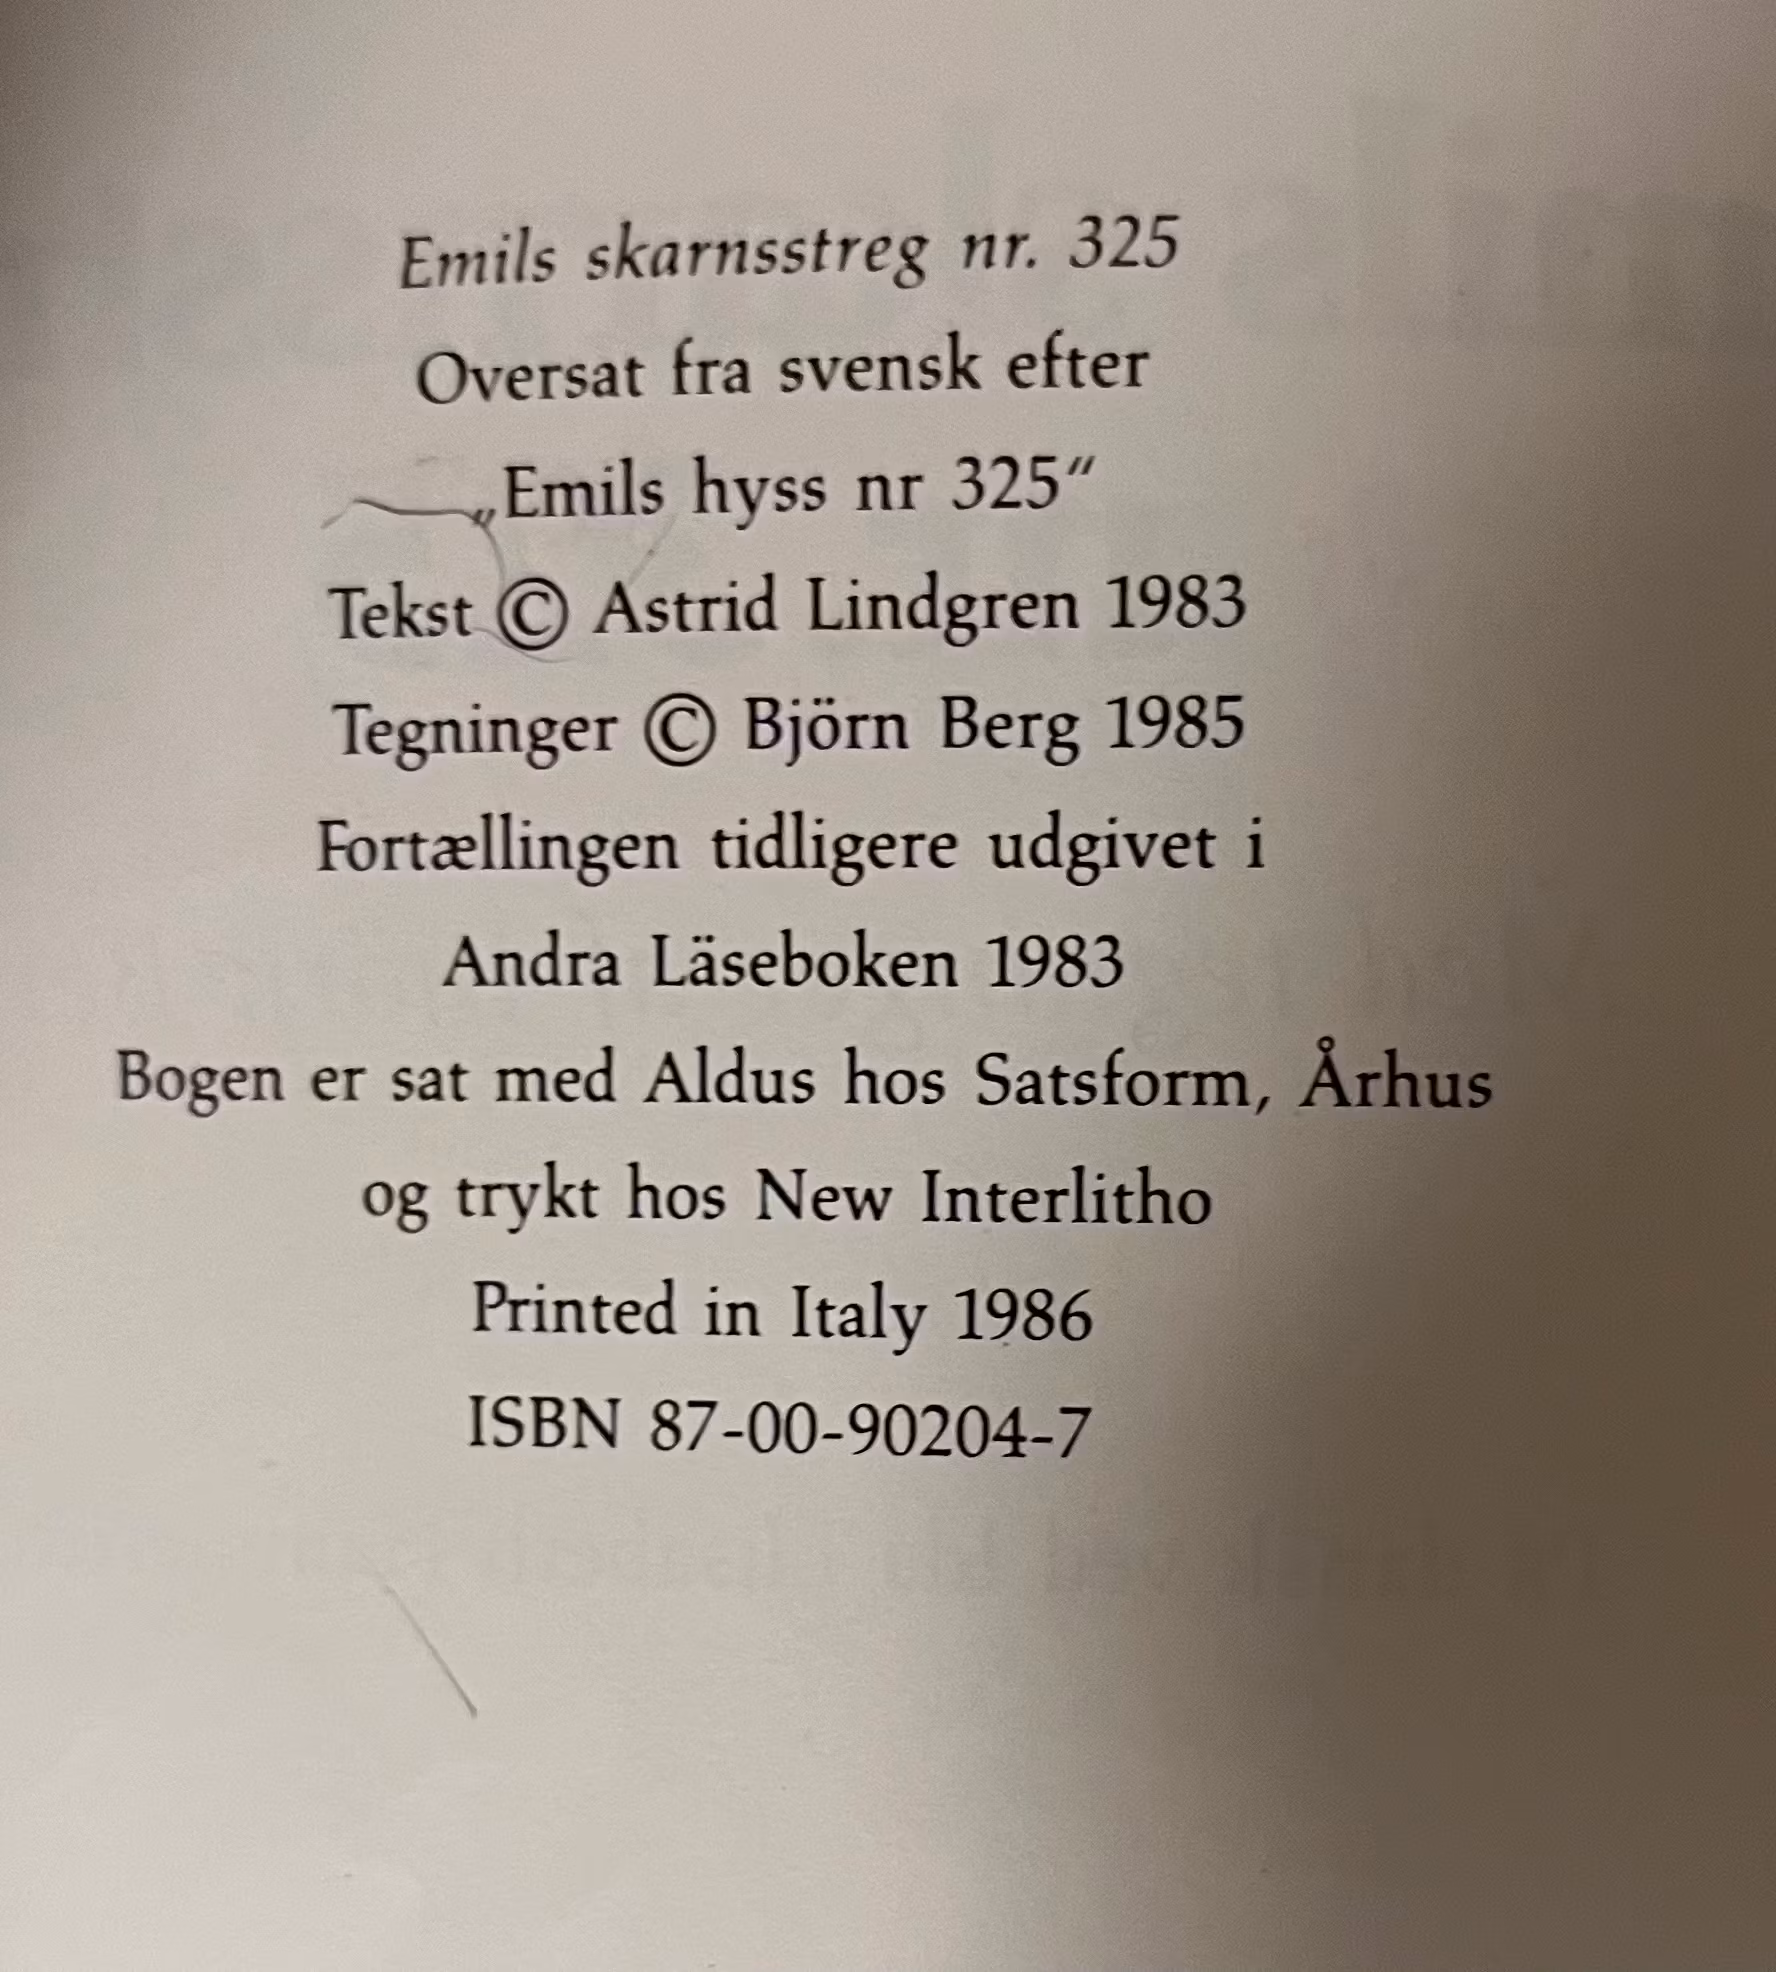 Emils skarnsstreg nr. 325
Oversat fra svensk efter
„Emils hyss nr 325“
Tekst © Astrid Lindgren 1983
Tegninger © Björn Berg 1985
Fortællingen tidligere udgivet i
Andra Läseboken 1983
Bogen er sat med Aldus hos Satsform, Århus
og trykt hos New Interlitho
Printed in Italy 1986
ISBN 87-00-90204-7